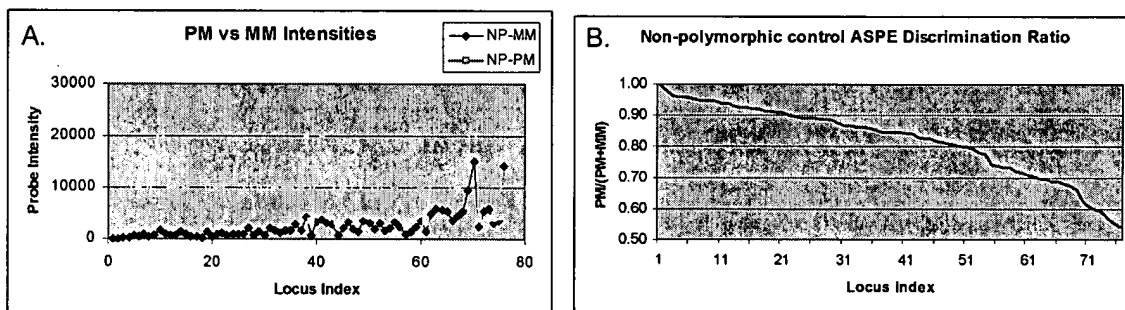 A.
PM vs MM Intensities
NP-MM
NP-PM
Probe Intensity
30000
20000
10000
0
0 20 40 60 80
Locus Index
B.
Non-polymorphic control ASPE Discrimination Ratio
PM/(PM+MM)
1.00
0.90
0.80
0.70
0.60
0.50
1 11 21 31 41 51 61 71
Locus Index